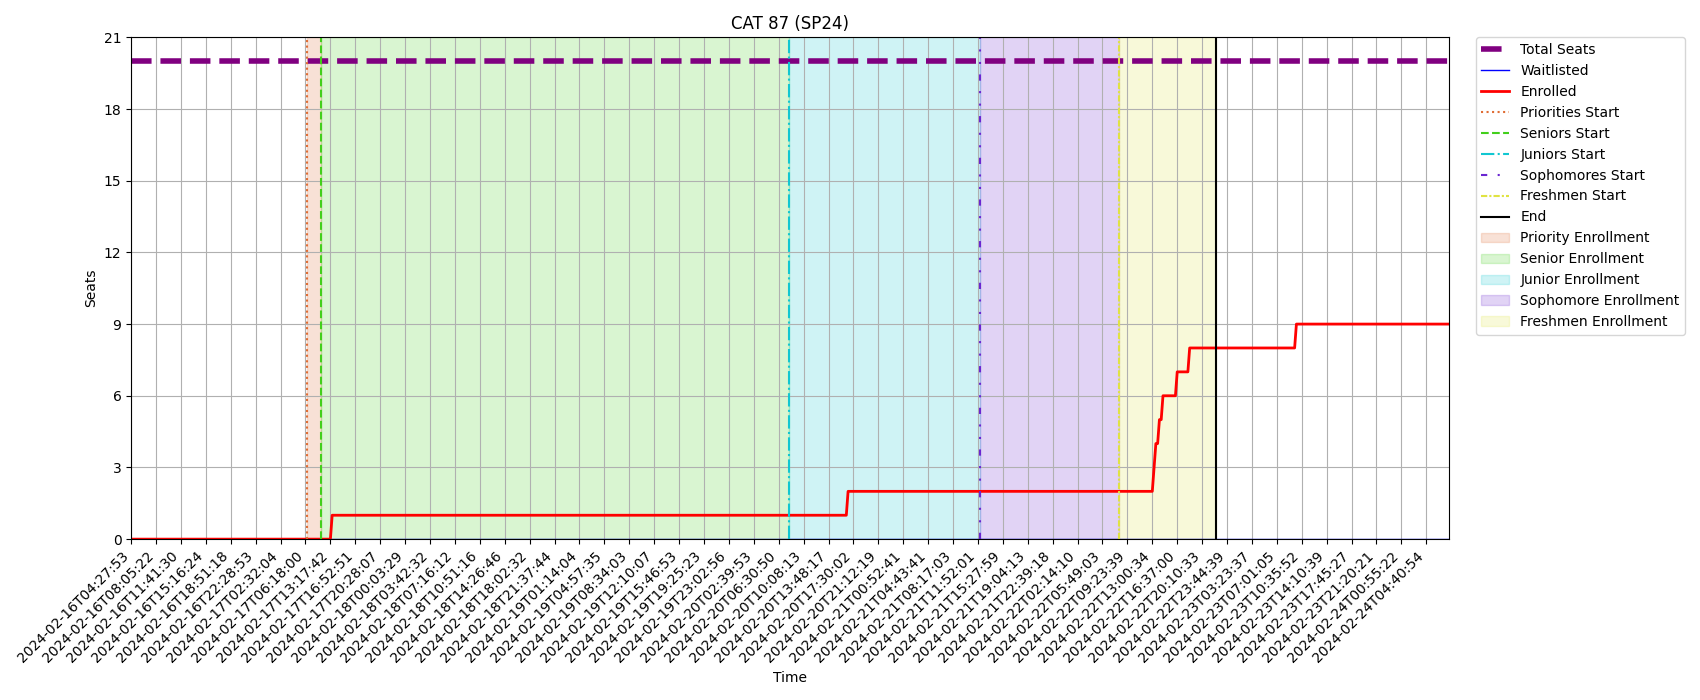 CAT 87 (SP24)
Seats
21
18
15
12
9
6
3
0
2024-02-16T04:27:53
2024-02-16T08:05:22
2024-02-16T11:41:30
2024-02-16T15:16:24
2024-02-16T18:51:18
2024-02-16T22:28:53
2024-02-17T02:32:04
2024-02-17T06:18:00
2024-02-17T13:17:42
2024-02-17T16:52:51
2024-02-17T20:28:07
2024-02-18T00:03:29
2024-02-18T03:42:32
2024-02-18T07:16:12
2024-02-18T10:51:16
2024-02-18T14:26:46
2024-02-18T18:02:32
2024-02-18T21:37:44
2024-02-19T01:14:04
2024-02-19T04:57:35
2024-02-19T08:34:03
2024-02-19T12:10:07
2024-02-19T15:46:53
2024-02-19T19:25:23
2024-02-19T23:02:56
2024-02-20T02:39:53
2024-02-20T06:30:50
2024-02-20T10:08:13
2024-02-20T13:48:17
2024-02-20T17:30:02
2024-02-20T21:12:19
2024-02-21T00:52:41
2024-02-21T04:43:41
2024-02-21T08:17:03
2024-02-21T11:52:01
2024-02-21T15:27:59
2024-02-21T19:04:13
2024-02-21T22:39:18
2024-02-22T02:14:10
2024-02-22T05:49:03
2024-02-22T09:23:39
2024-02-22T13:00:34
2024-02-22T16:37:00
2024-02-22T20:10:33
2024-02-22T23:44:39
2024-02-23T03:23:37
2024-02-23T07:01:05
2024-02-23T10:35:52
2024-02-23T14:10:39
2024-02-23T17:45:27
2024-02-23T21:20:21
2024-02-24T00:55:22
2024-02-24T04:40:54
Time
Total Seats
Waitlisted
Enrolled
Priorities Start
Seniors Start
Juniors Start
Sophomores Start
Freshmen Start
End
Priority Enrollment
Senior Enrollment
Junior Enrollment
Sophomore Enrollment
Freshmen Enrollment